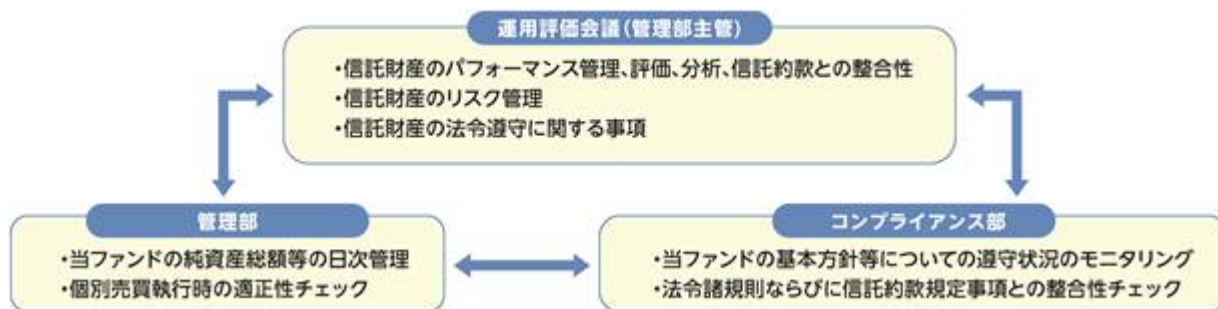 運用評価会議(管理部主管)
・信託財産のパフォーマンス管理、評価、分析、信託約款との整合性
・信託財産のリスク管理
・信託財産の法令遵守に関する事項
管理部
・当ファンドの純資産総額等の日次管理
・個別売買執行時の適正性チェック
コンプライアンス部
・当ファンドの基本方針等についての遵守状況のモニタリング
・法令諸規則ならびに信託約款規定事項との整合性チェック